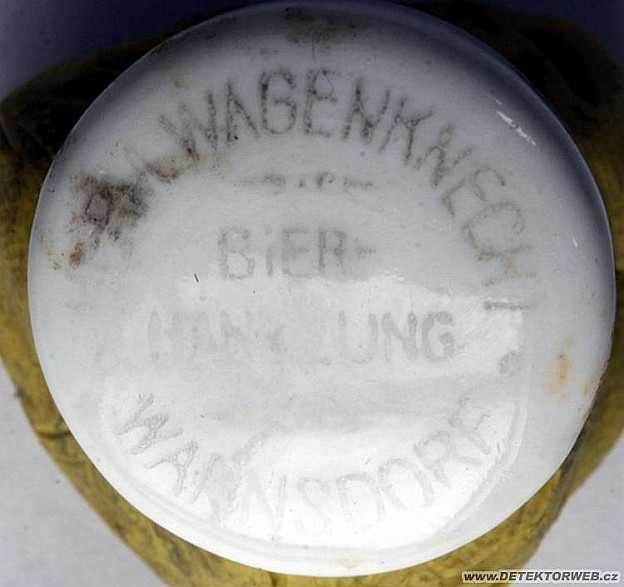 WAGENKNECHT
BIER-
HANDLUNG
WARNSDORF
www.DETEKTORWEB.cz